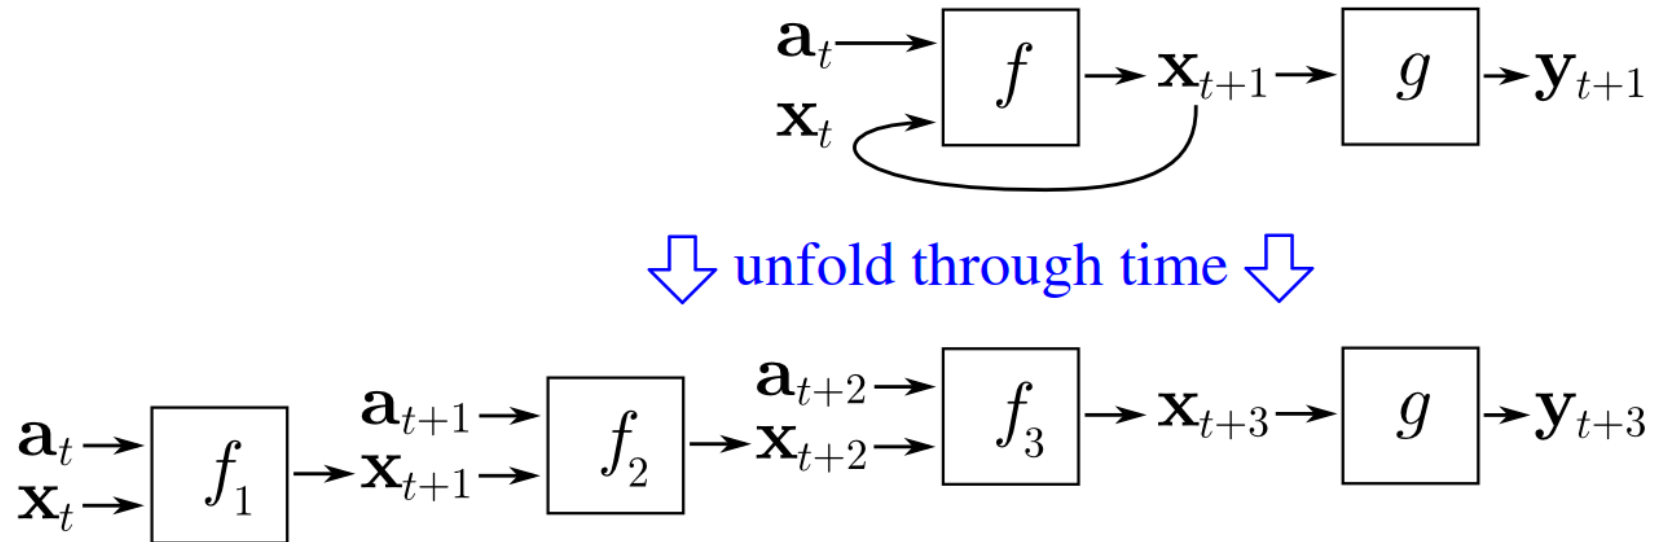 a_t f x_{t+1} g y_{t+1}
x_t
unfold through time
a_t f_1 a_{t+1} f_2 a_{t+2} f_3 x_{t+3} g y_{t+3}
x_t x_{t+1} x_{t+2}